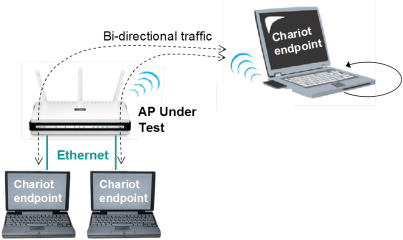 Bi-directional traffic
Chariot
endpoint
AP Under
Test
Ethernet
Chariot
endpoint
Chariot
endpoint